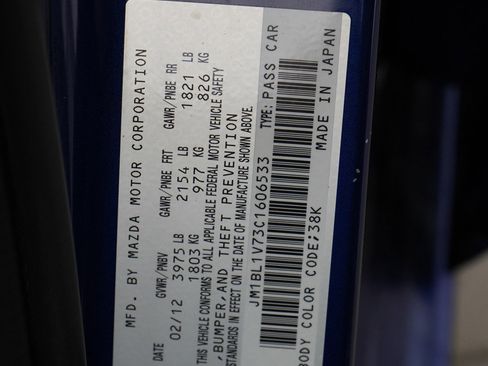 MFD. BY MAZDA MOTOR CORPORATION
GVWR/PNBV GAWR/PNBE FRT GAWR/PNBE RR
DATE 02/12 3975 LB 2154 LB 1821 LB
1803 KG 977 KG 826 KG
THIS VEHICLE CONFORMS TO ALL APPLICABLE FEDERAL MOTOR VEHICLE SAFETY
,BUMPER,AND THEFT PREVENTION
STANDARDS IN EFFECT ON THE DATE OF MANUFACTURE SHOWN ABOVE.
JM1BL1V73C1606533 TYPE: PASS CAR
BODY COLOR CODE;38K MADE IN JAPAN